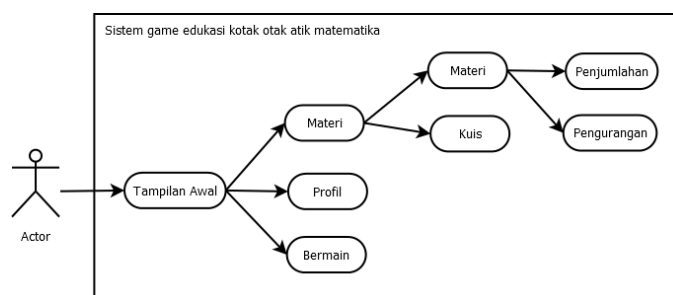 Sistem game edukasi kotak otak atik matematika
Materi
Penjumlahan
Materi
Kuis
Pengurangan
Tampilan Awal
Profil
Actor
Bermain